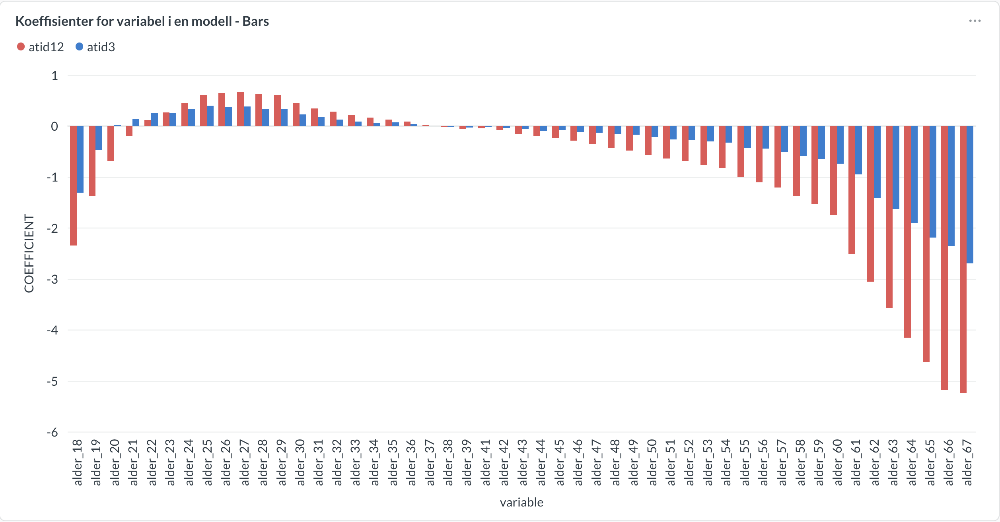 Koeffisienter for variabel i en modell - Bars
atid12 atid3
1
0
-1
-2
-3
-4
-5
-6
COEFFICIENT
alder_18
alder_19
alder_20
alder_21
alder_22
alder_23
alder_24
alder_25
alder_26
alder_27
alder_28
alder_29
alder_30
alder_31
alder_32
alder_33
alder_34
alder_35
alder_36
alder_37
alder_38
alder_39
alder_41
alder_42
alder_43
alder_44
alder_45
alder_46
alder_47
alder_48
alder_49
alder_50
alder_51
alder_52
alder_53
alder_54
alder_55
alder_56
alder_57
alder_58
alder_59
alder_60
alder_61
alder_62
alder_63
alder_64
alder_65
alder_66
alder_67
variable